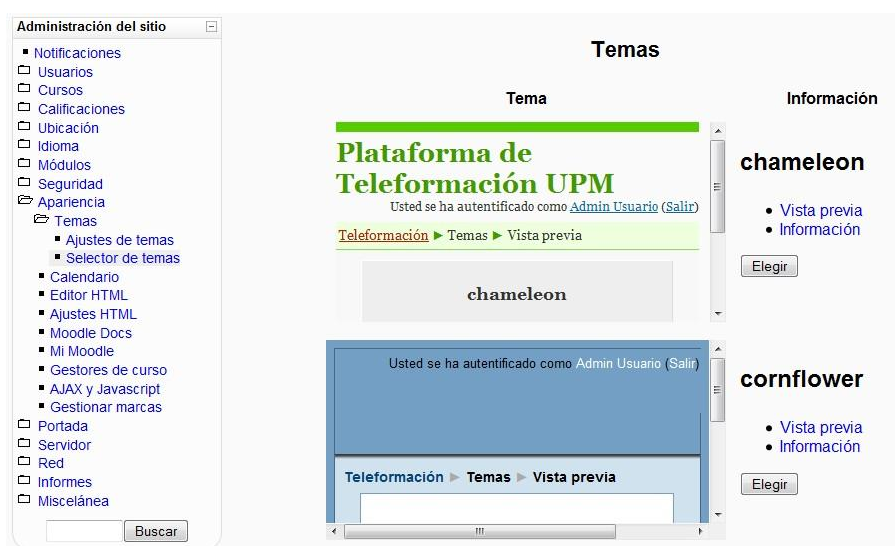 Administración del sitio
Notificaciones
Usuarios
Cursos
Calificaciones
Ubicación
Idioma
Módulos
Seguridad
Apariencia
Temas
Ajustes de temas
Selector de temas
Calendario
Editor HTML
Ajustes HTML
Moodle Docs
Mi Moodle
Gestores de curso
AJAX y Javascript
Gestionar marcas
Portada
Servidor
Red
Informes
Miscelánea
Buscar
Temas
Tema
Información
Plataforma de
Teleformación UPM
Usted se ha autentificado como Admin Usuario (Salir)
Teleformación ► Temas ► Vista previa
chameleon
chameleon
Vista previa
Información
Elegir
Usted se ha autentificado como Admin Usuario (Salir)
Teleformación ► Temas ► Vista previa
cornflower
Vista previa
Información
Elegir